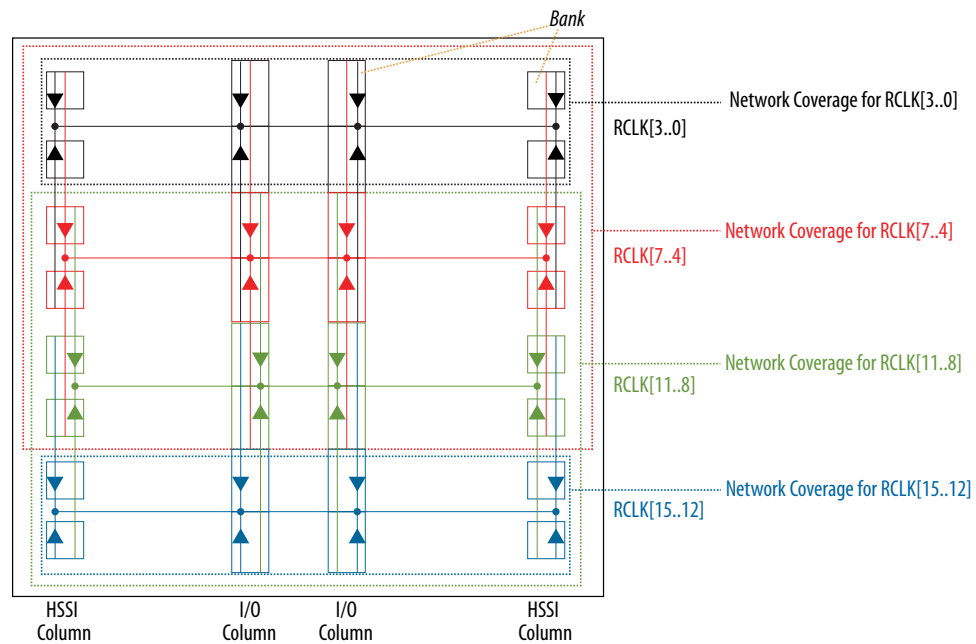 Bank
Network Coverage for RCLK[3..0]
RCLK[3..0]
Network Coverage for RCLK[7..4]
RCLK[7..4]
Network Coverage for RCLK[11..8]
RCLK[11..8]
Network Coverage for RCLK[15..12]
RCLK[15..12]
HSSI
Column
I/O
Column
I/O
Column
HSSI
Column